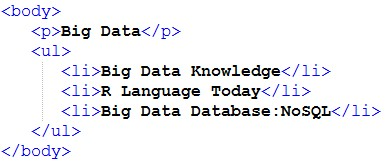 <body>
<p>Big Data</p>
<ul>
<li>Big Data Knowledge</li>
<li>R Language Today</li>
<li>Big Data Database:NoSQL</li>
</ul>
</body>